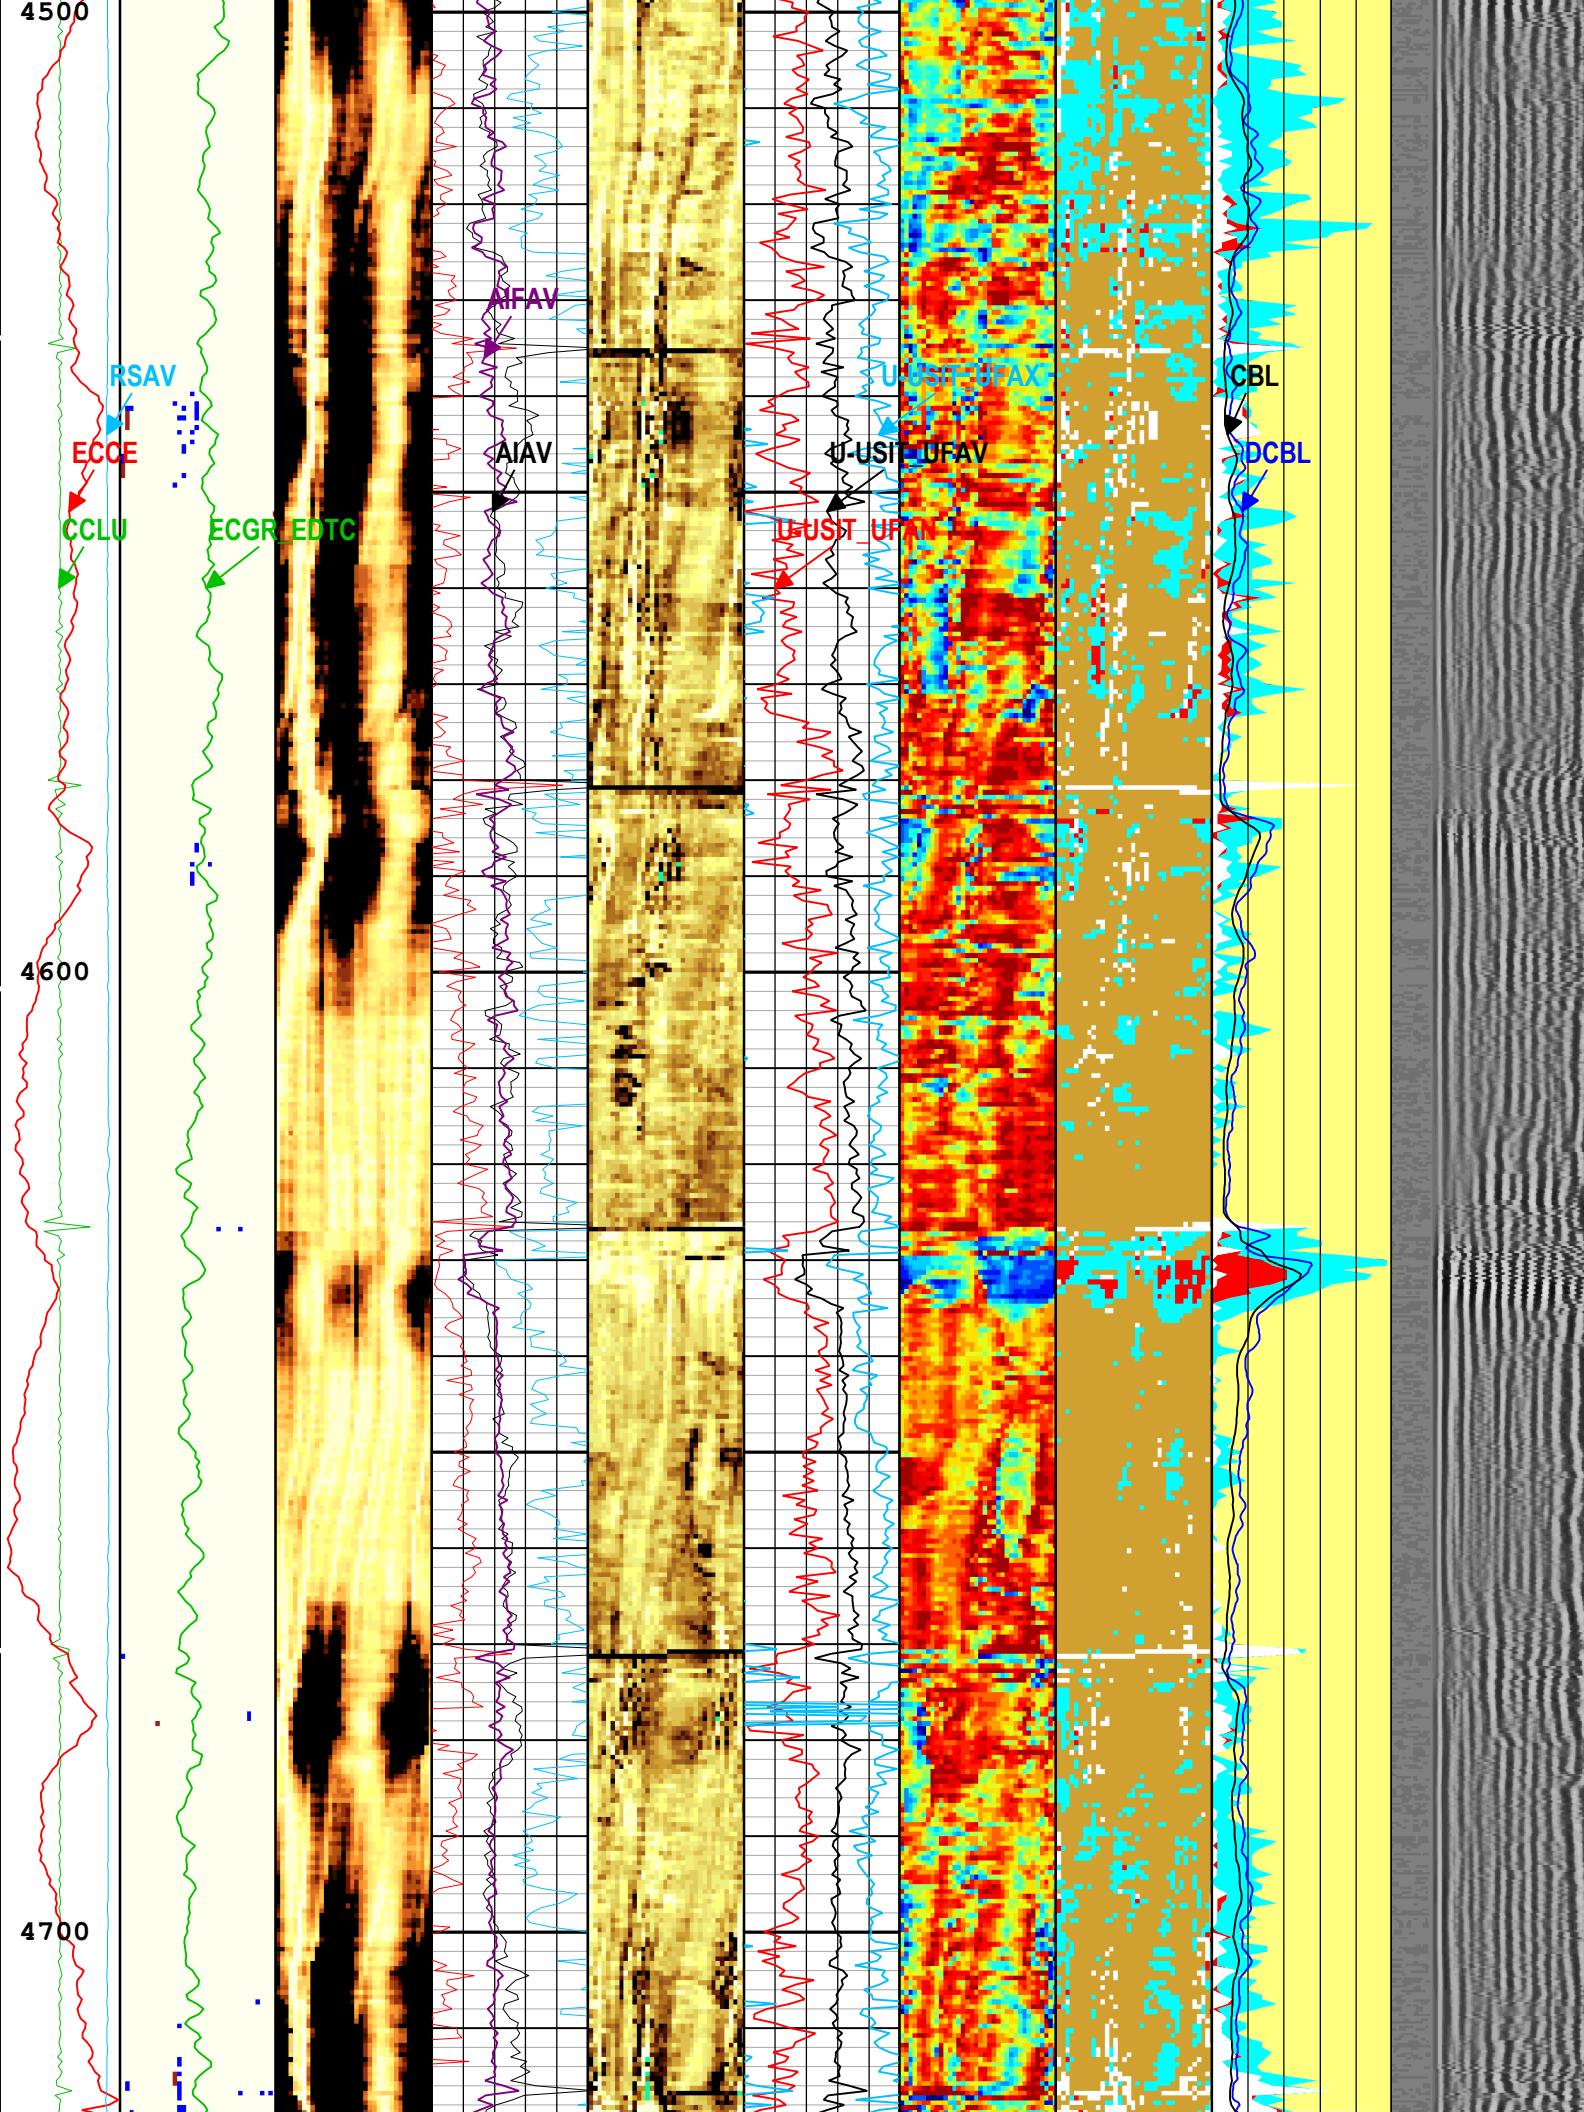 4500
AIFAV
RSAV
U-USIT_UFAX
CBL
ECCE
AIAV
U-USIT_UFAV
DCBL
CCLU
ECGR_EDTC
U-USIT_UFAN
4600
4700